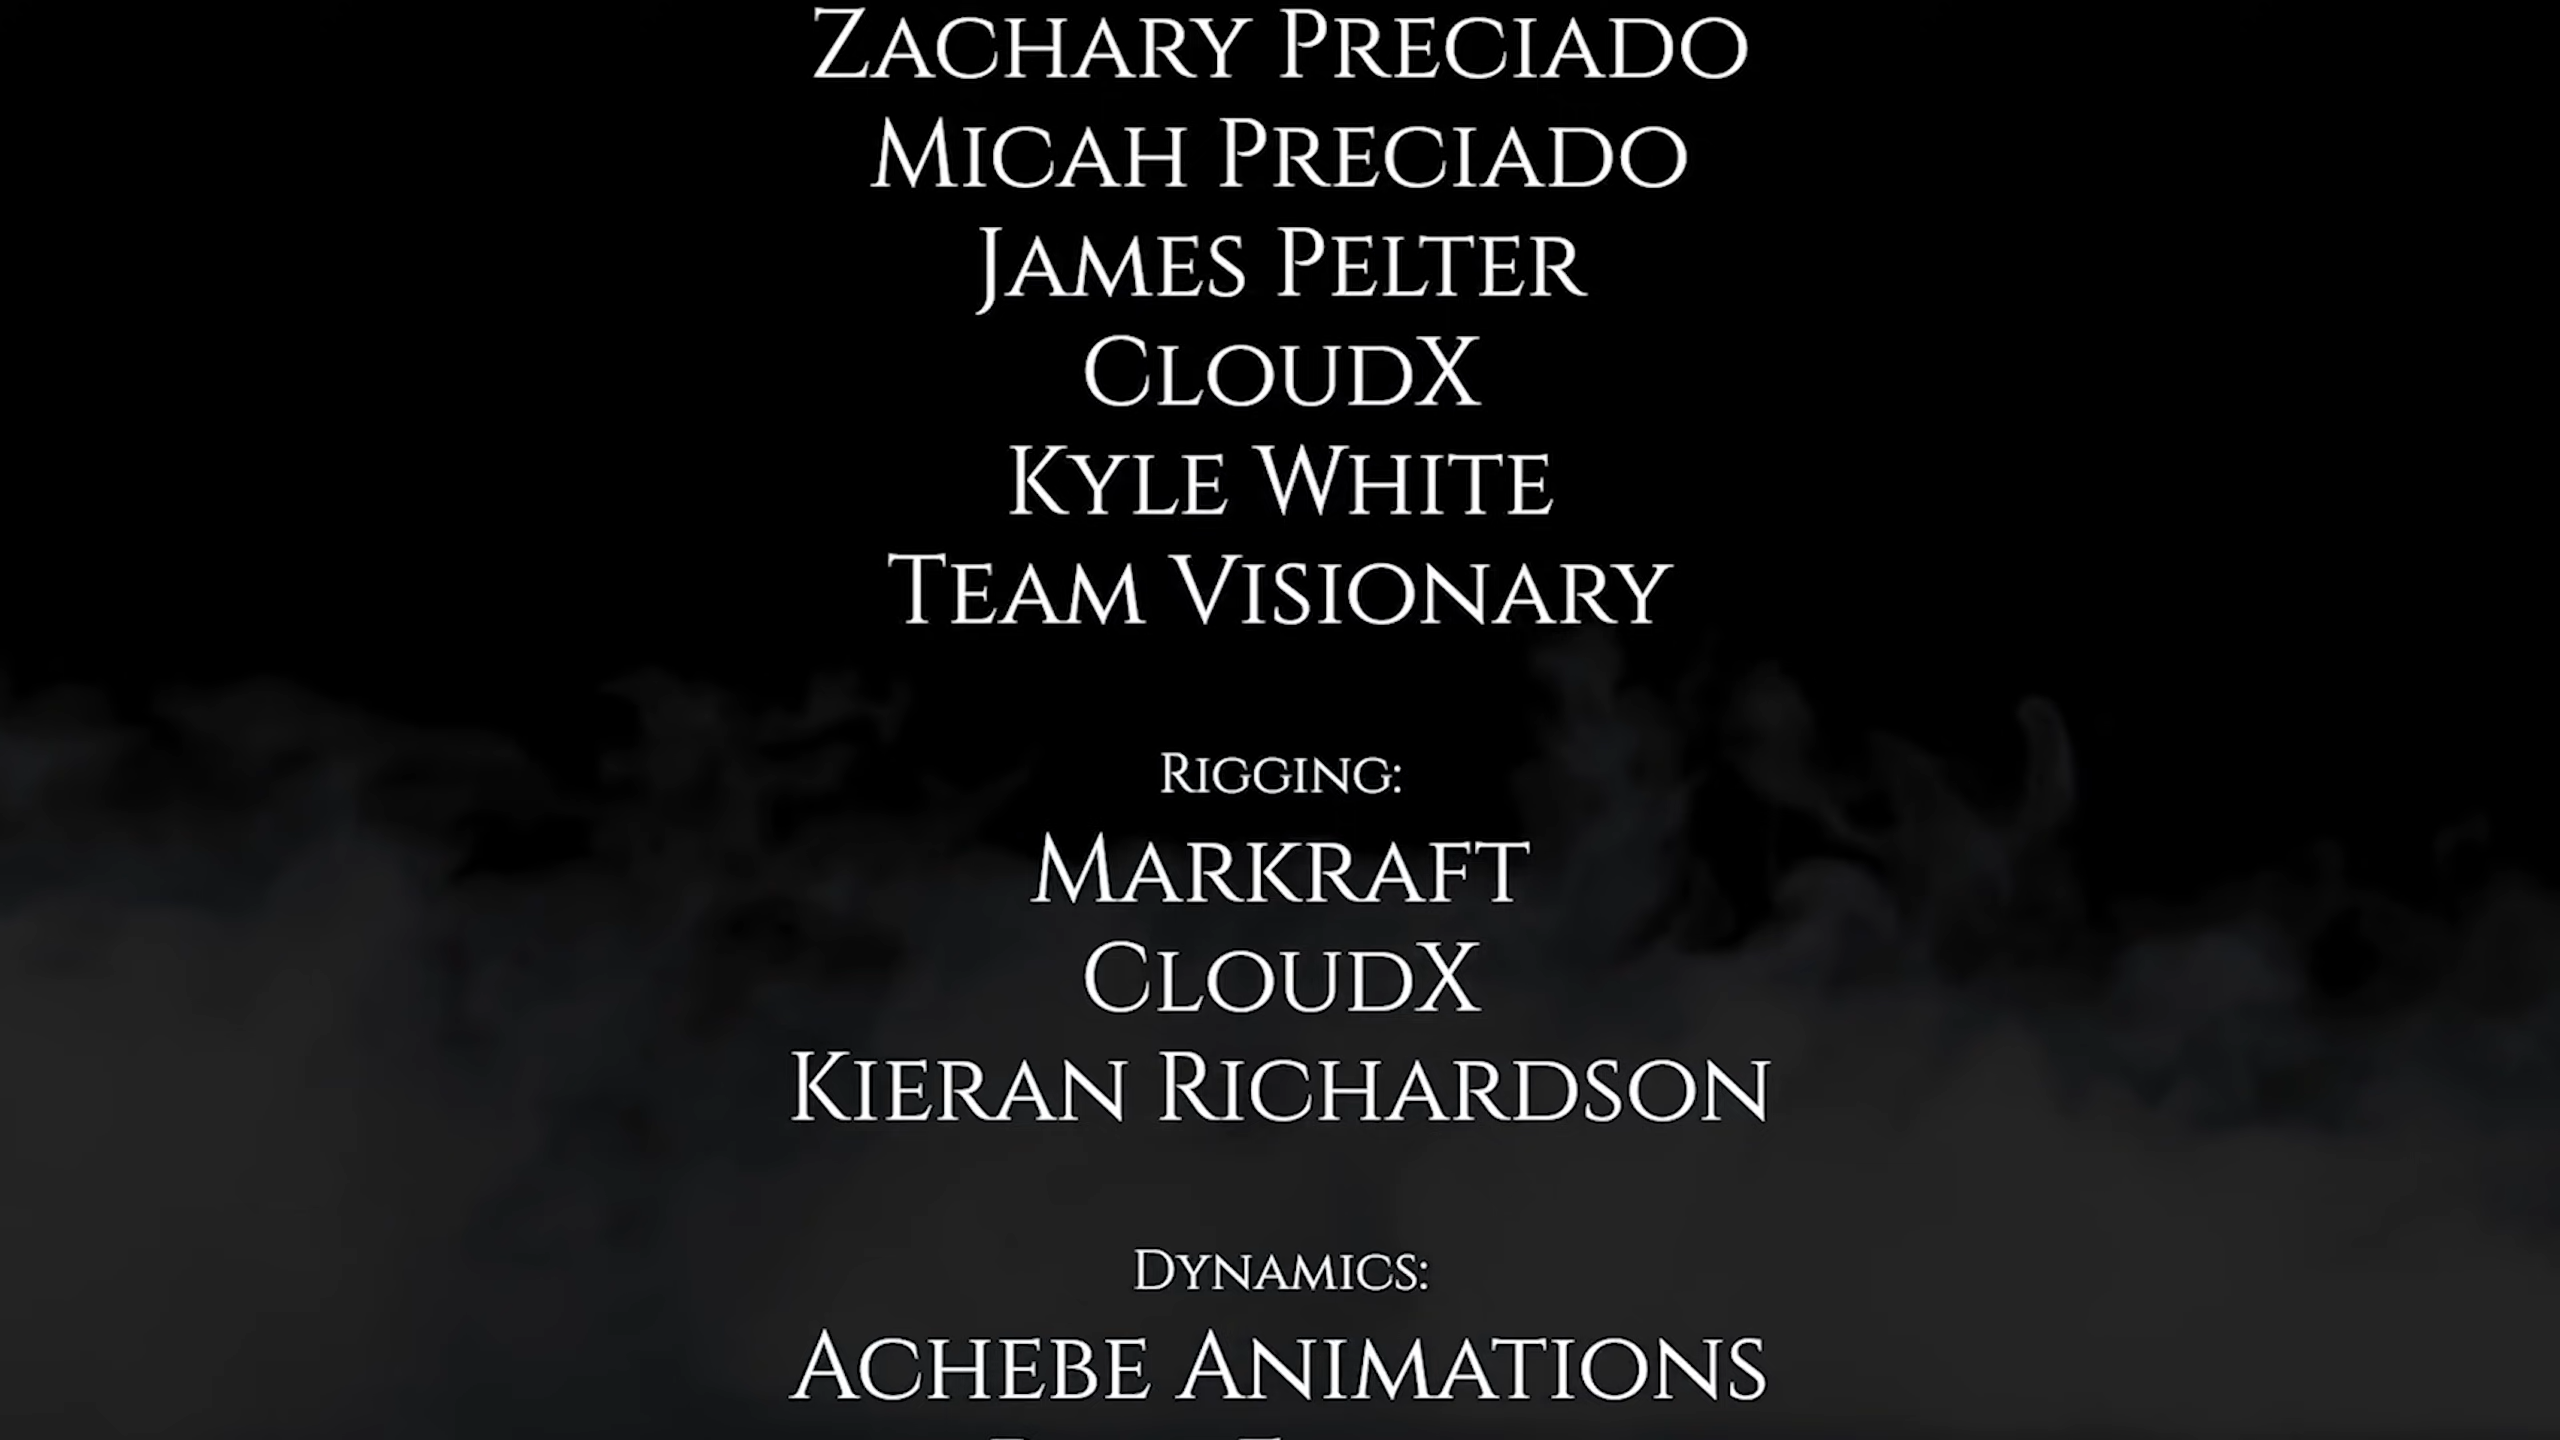 Zachary Preciado
Micah Preciado
James Pelter
CloudX
Kyle White
Team Visionary
Rigging:
Markraft
CloudX
Kieran Richardson
Dynamics:
Achebe Animations